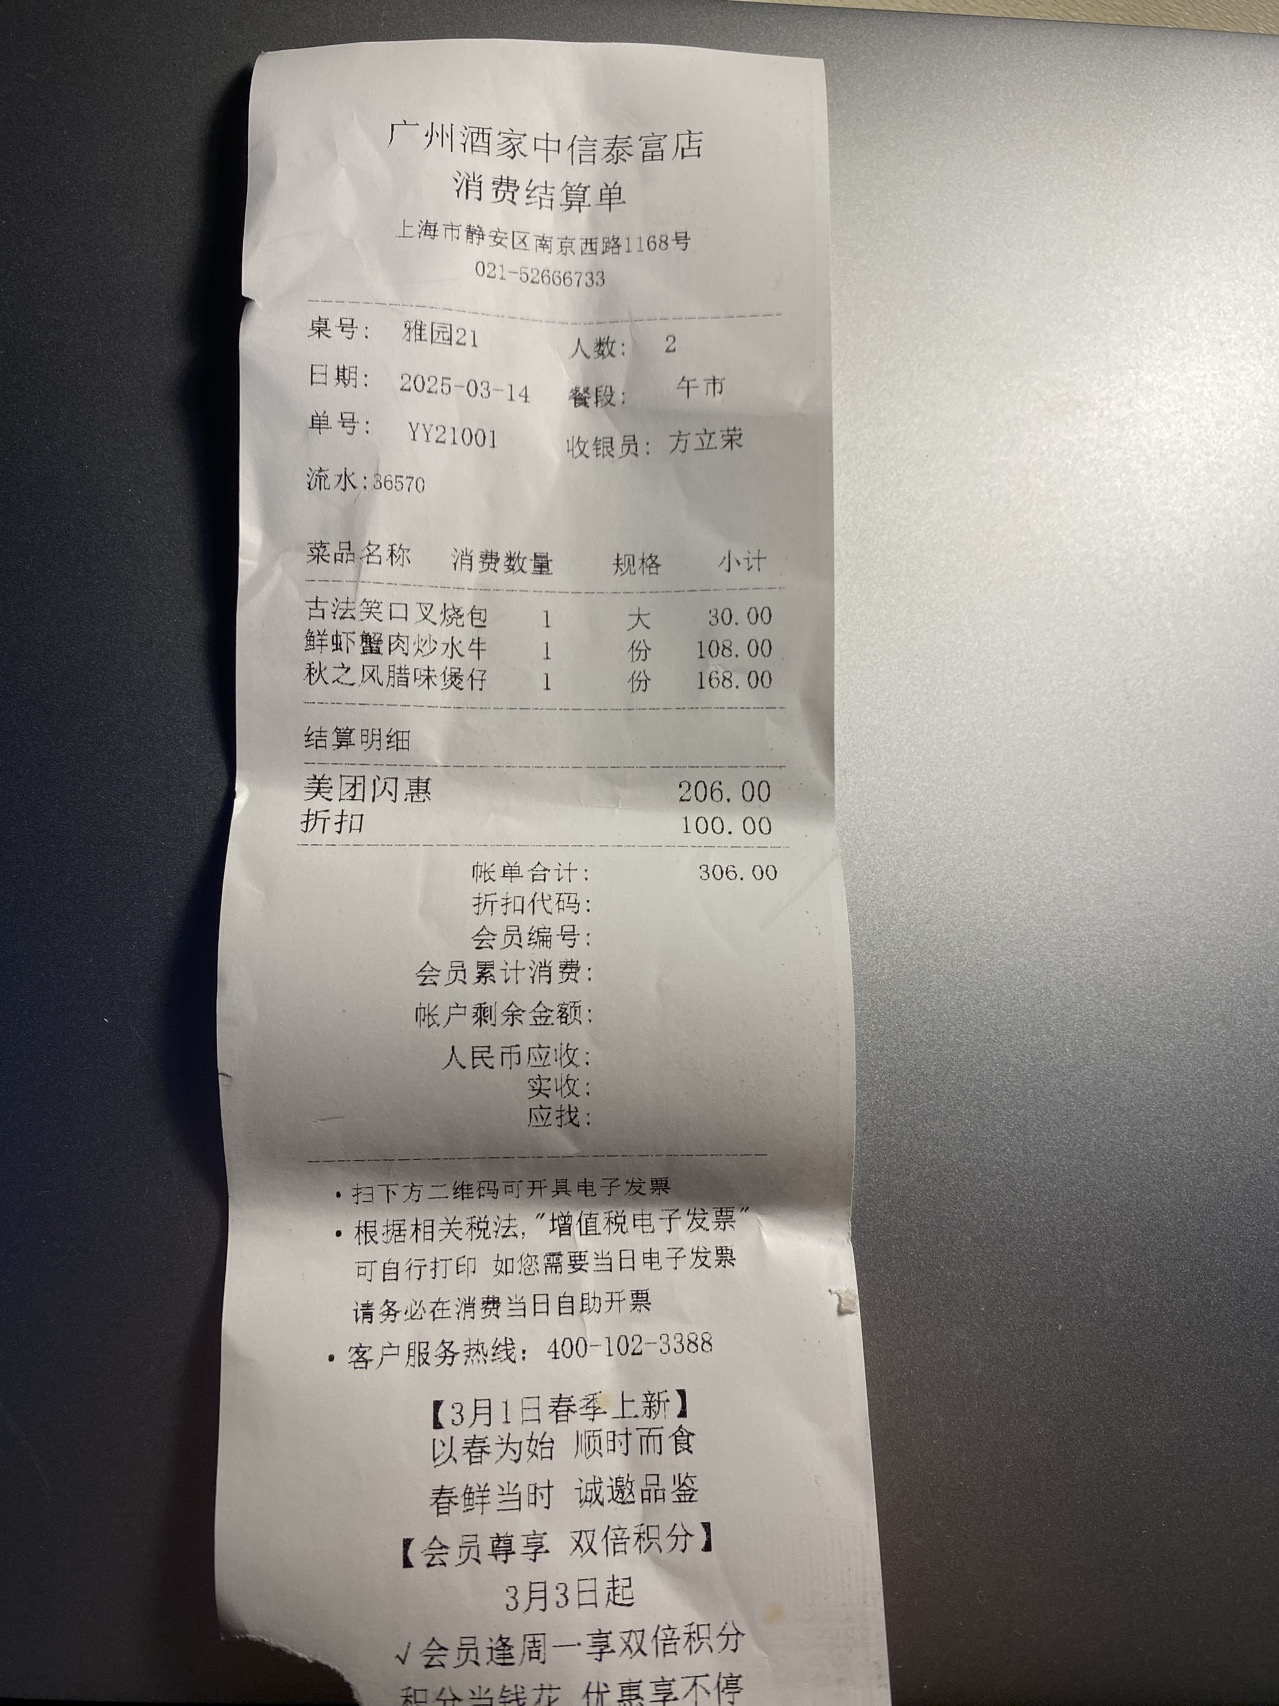 广州酒家中信泰富店
消费结算单
上海市静安区南京西路1168号
021-52666733
桌号: 雅园21 人数: 2
日期: 2025-03-14 餐段: 午市
单号: YY21001 收银员: 方立荣
流水:36570
菜品名称 消费数量 规格 小计
古法笑口叉烧包 1 大 30.00
鲜虾蟹肉炒水牛 1 份 108.00
秋之风腊味煲仔 1 份 168.00
结算明细
美团闪惠 206.00
折扣 100.00
帐单合计: 306.00
折扣代码:
会员编号:
会员累计消费:
帐户剩余金额:
人民币应收:
实收:
应找:
·扫下方二维码可开具电子发票
·根据相关税法,"增值税电子发票"
可自行打印 如您需要当日电子发票
请务必在消费当日自助开票
·客户服务热线: 400-102-3388
【3月1日春季上新】
以春为始 顺时而食
春鲜当时 诚邀品鉴
【会员尊享 双倍积分】
3月3日起
√会员逢周一享双倍积分
积分当钱花 优惠享不停